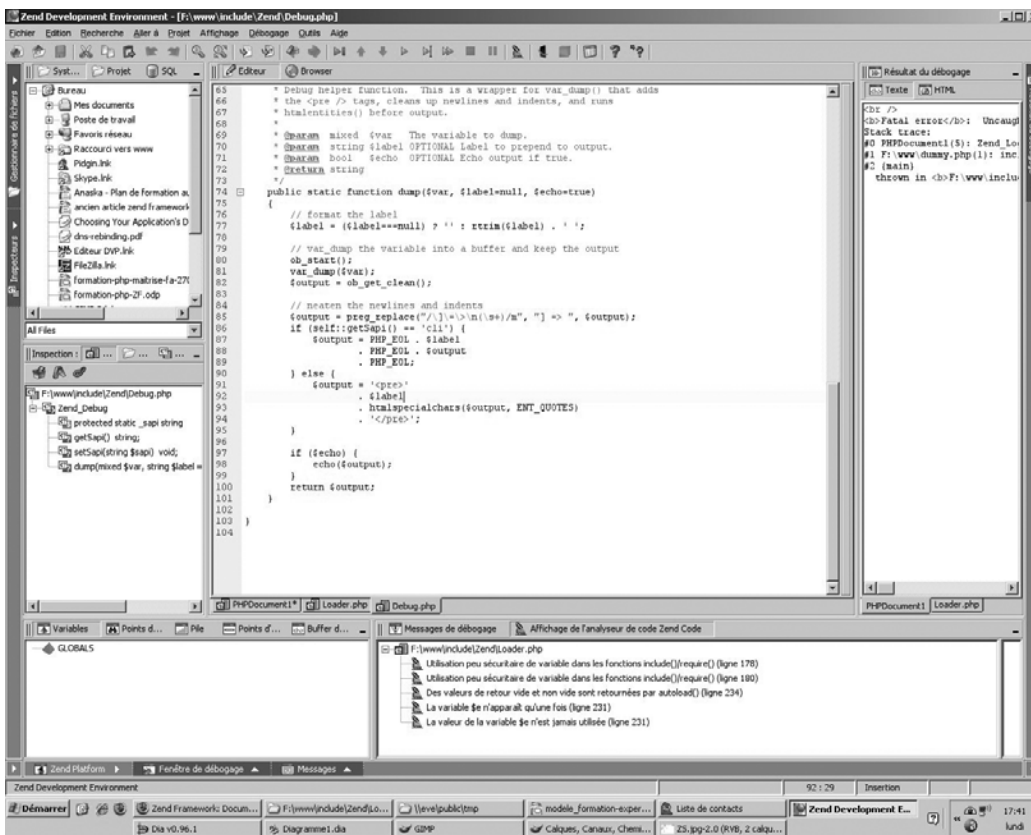 Zend Development Environment - [F:\www\include\Zend\Debug.php]
Fichier Edition Recherche Aller à Projet Affichage Débogage Outils Aide
Syst... Projet SQL
Editeur Browser
Résultat du débogage
Texte HTML
Gestionnaire de fichiers
Inspecteurs
Bureau
Mes documents
Poste de travail
Favoris réseau
Raccourci vers www
Pidgin.lnk
Skype.lnk
Anaska - Plan de formation au
ancien article zend framework
Choosing Your Application's D
dns-rebinding.pdf
Editeur DVP.lnk
FileZilla.lnk
formation-php-maitrise-fa-270
formation-php-ZF.odp
All Files
Inspection : ... ... ...
F:\www\include\Zend\Debug.php
Zend_Debug
protected static _sapi string
getSapi() string;
setSapi(string $sapi) void;
dump(mixed $var, string $label =
65 * Debug helper function. This is a wrapper for var_dump() that adds
66 * the <pre /> tags, cleans up newlines and indents, and runs
67 * htmlentities() before output.
68 *
69 * @param mixed $var The variable to dump.
70 * @param string $label OPTIONAL Label to prepend to output.
71 * @param bool $echo OPTIONAL Echo output if true.
72 * @return string
73 */
74 public static function dump($var, $label=null, $echo=true)
75 {
76 // format the label
77 $label = ($label===null) ? '' : rtrim($label) . ' ';
78
79 // var_dump the variable into a buffer and keep the output
80 ob_start();
81 var_dump($var);
82 $output = ob_get_clean();
83
84 // neaten the newlines and indents
85 $output = preg_replace("/\]\=\>\n(\s+)/m", "] => ", $output);
86 if (self::getSapi() == 'cli') {
87 $output = PHP_EOL . $label
88 . PHP_EOL . $output
89 . PHP_EOL;
90 } else {
91 $output = '<pre>'
92 . $label
93 . htmlspecialchars($output, ENT_QUOTES)
94 . '</pre>';
95 }
96
97 if ($echo) {
98 echo($output);
99 }
100 return $output;
101 }
102
103 }
104
<br />
<b>Fatal error</b>: Uncaugl
Stack trace:
#0 PHPDocument1(5): Zend_Lo
#1 F:\www\dummy.php(1): inc
#2 {main}
thrown in <b>F:\www\inclu
PHPDocument1* Loader.php Debug.php
PHPDocument1 Loader.php
Variables Points d... Pile Points d'... Buffer d...
GLOBALS
Messages de débogage Affichage de l'analyseur de code Zend Code
F:\www\include\Zend\Loader.php
Utilisation peu sécuritaire de variable dans les fonctions include()/require() (ligne 178)
Utilisation peu sécuritaire de variable dans les fonctions include()/require() (ligne 180)
Des valeurs de retour vide et non vide sont retournées par autoload() (ligne 234)
La variable $e n'apparaît qu'une fois (ligne 231)
La valeur de la variable $e n'est jamais utilisée (ligne 231)
Zend Platform Fenêtre de débogage Messages
Zend Development Environment 92 : 29 Insertion
Démarrer Zend Framework: Docum... F:\www\include\Zend\Lo... \\eve\public\tmp modele_formation-exper... Liste de contacts Zend Development E... 17:41
Dia v0.96.1 Diagramme1.dia GIMP Calques, Canaux, Chemi... ZS.jpg-2.0 (RVB, 2 calqu... lundi